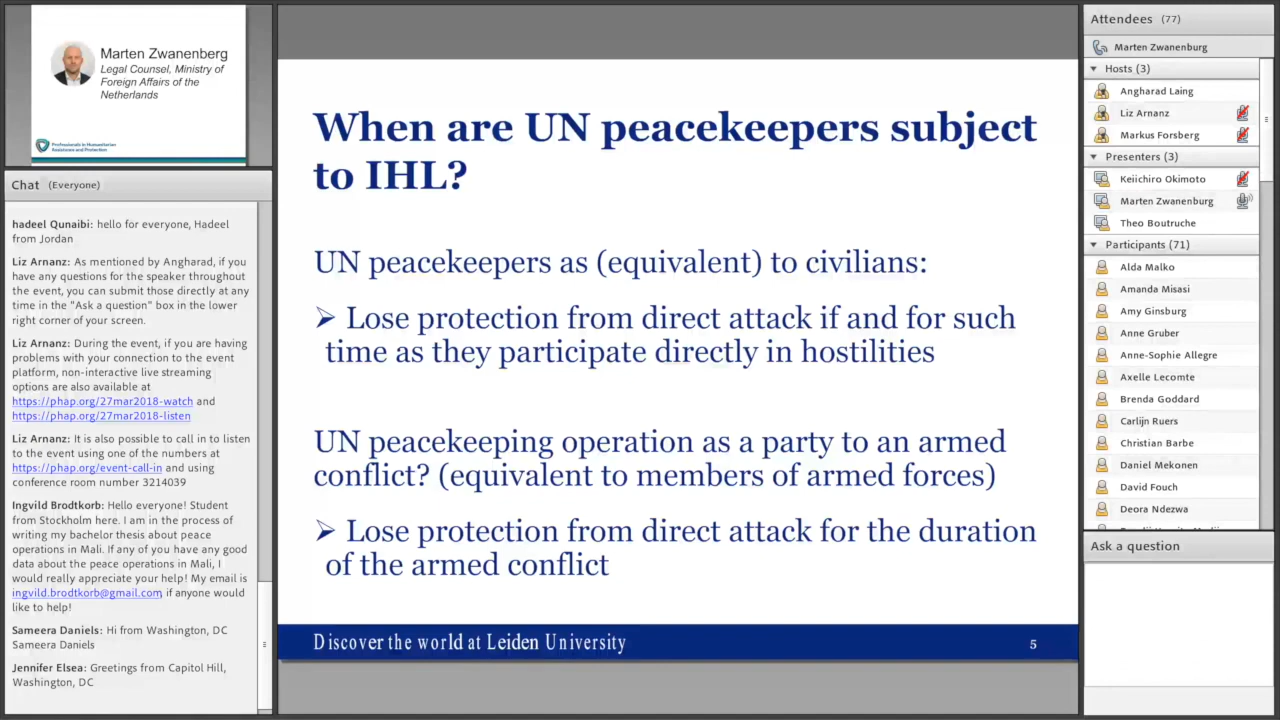 Marten Zwanenberg
Legal Counsel, Ministry of
Foreign Affairs of the
Netherlands
Professionals in Humanitarian
Assistance and Protection
Chat (Everyone)
hadeel Qunaibi: hello for everyone, Hadeel
from Jordan
Liz Arnanz: As mentioned by Angharad, if you
have any questions for the speaker throughout
the event, you can submit those directly at any
time in the "Ask a question" box in the lower
right corner of your screen.
Liz Arnanz: During the event, if you are having
problems with your connection to the event
platform, non-interactive live streaming
options are also available at
https://phap.org/27mar2018-watch and
https://phap.org/27mar2018-listen
Liz Arnanz: It is also possible to call in to listen
to the event using one of the numbers at
https://phap.org/event-call-in and using
conference room number 3214039
Ingvild Brodtkorb: Hello everyone! Student
from Stockholm here. I am in the process of
writing my bachelor thesis about peace
operations in Mali. If any of you have any good
data about the peace operations in Mali, I
would really appreciate your help! My email is
ingvild.brodtkorb@gmail.com, if anyone would
like to help!
Sameera Daniels: Hi from Washington, DC
Sameera Daniels
Jennifer Elsea: Greetings from Capitol Hill,
Washington, DC
When are UN peacekeepers subject
to IHL?
UN peacekeepers as (equivalent) to civilians:
➢ Lose protection from direct attack if and for such
time as they participate directly in hostilities
UN peacekeeping operation as a party to an armed
conflict? (equivalent to members of armed forces)
➢ Lose protection from direct attack for the duration
of the armed conflict
Discover the world at Leiden University
5
Attendees (77)
Marten Zwanenburg
Hosts (3)
Angharad Laing
Liz Arnanz
Markus Forsberg
Presenters (3)
Keiichiro Okimoto
Marten Zwanenburg
Theo Boutruche
Participants (71)
Alda Malko
Amanda Misasi
Amy Ginsburg
Anne Gruber
Anne-Sophie Allegre
Axelle Lecomte
Brenda Goddard
Carlijn Ruers
Christian Barbe
Daniel Mekonen
David Fouch
Deora Ndezwa
Ask a question